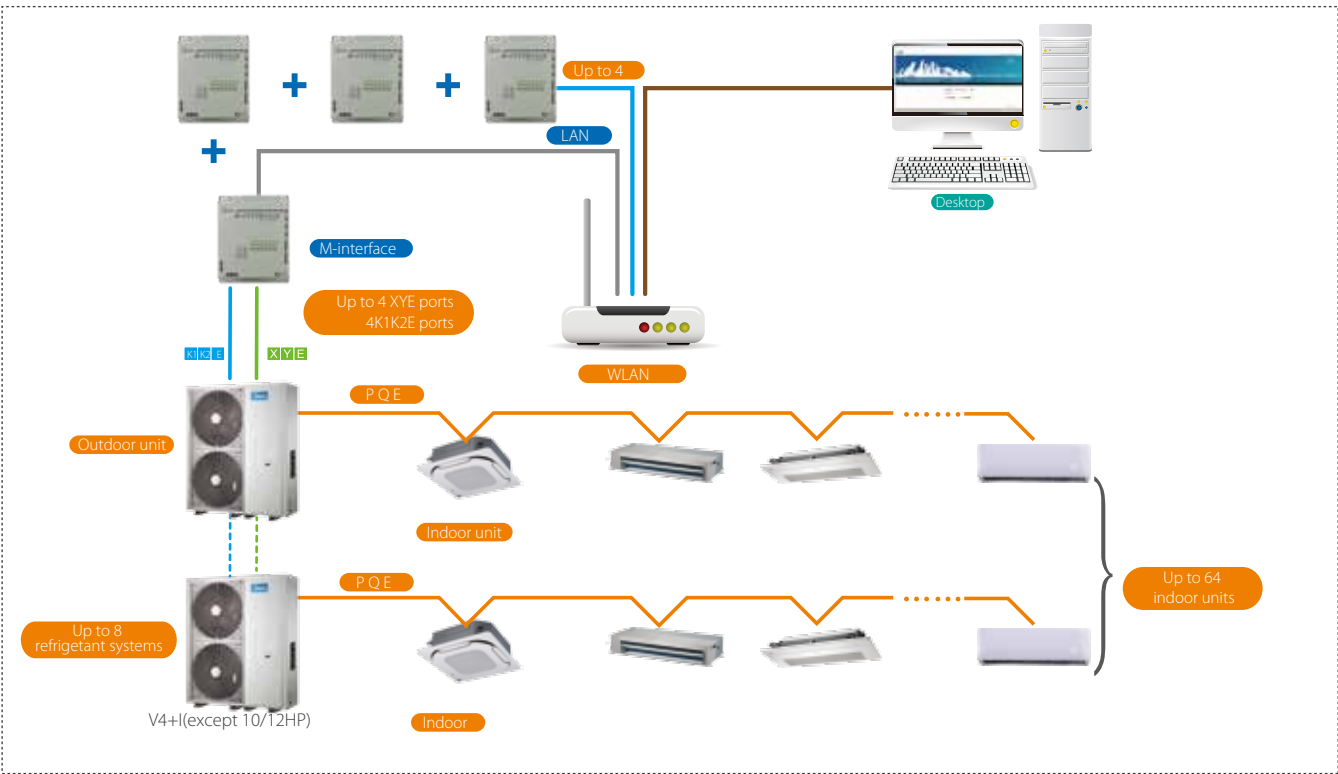 Up to 4
LAN
Desktop
M-interface
Up to 4 XYE ports
4K1K2E ports
K1 K2 E
X Y E
WLAN
P Q E
Outdoor unit
Indoor unit
P Q E
Up to 64
indoor units
Up to 8
refrigetant systems
V4+I(except 10/12HP)
Indoor